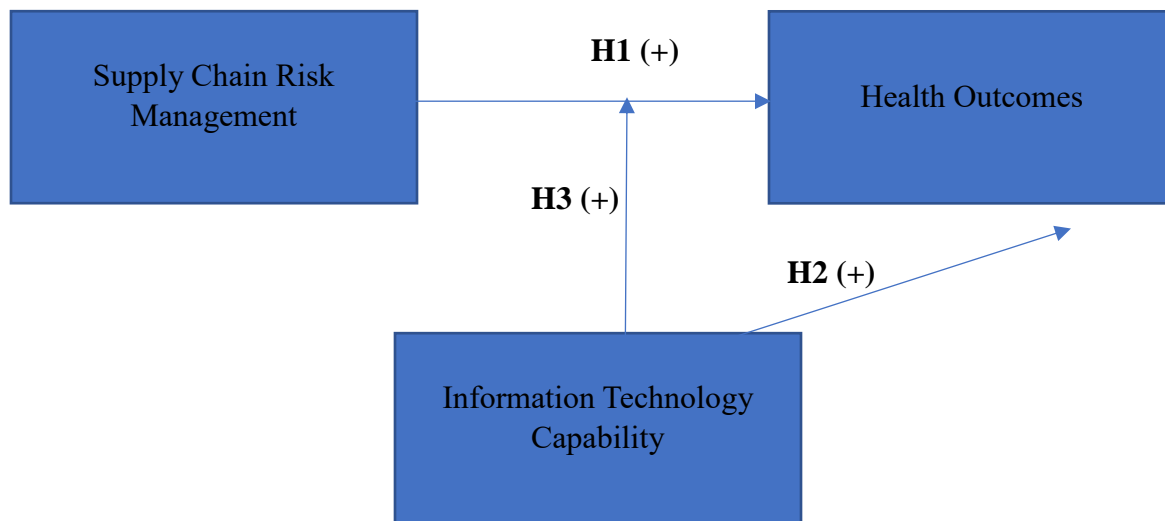 H1 (+)
Supply Chain Risk
Management
Health Outcomes
H3 (+)
H2 (+)
Information Technology
Capability